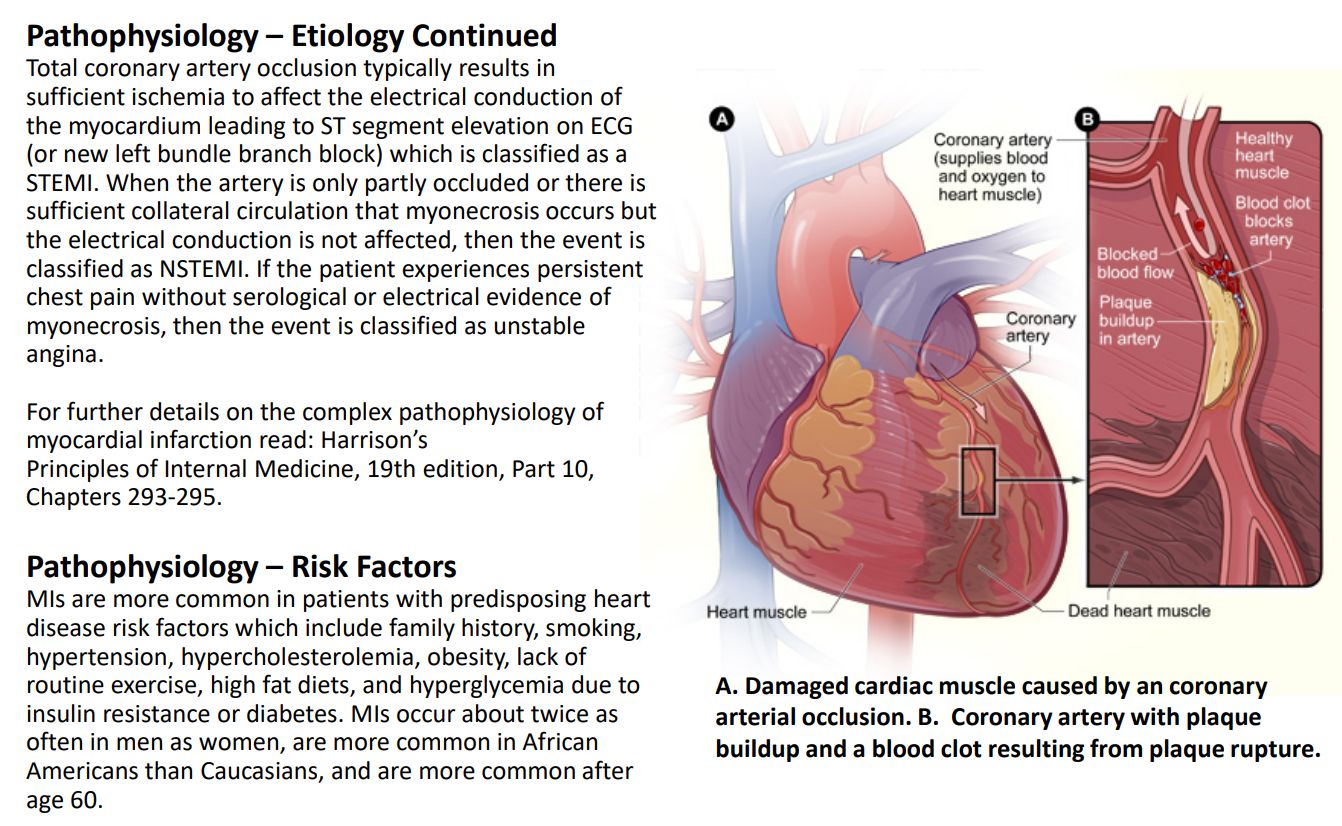 Pathophysiology – Etiology Continued
Total coronary artery occlusion typically results in
sufficient ischemia to affect the electrical conduction of
the myocardium leading to ST segment elevation on ECG
(or new left bundle branch block) which is classified as a
STEMI. When the artery is only partly occluded or there is
sufficient collateral circulation that myonecrosis occurs but
the electrical conduction is not affected, then the event is
classified as NSTEMI. If the patient experiences persistent
chest pain without serological or electrical evidence of
myonecrosis, then the event is classified as unstable
angina.
For further details on the complex pathophysiology of
myocardial infarction read: Harrison’s
Principles of Internal Medicine, 19th edition, Part 10,
Chapters 293-295.
Pathophysiology – Risk Factors
MIs are more common in patients with predisposing heart
disease risk factors which include family history, smoking,
hypertension, hypercholesterolemia, obesity, lack of
routine exercise, high fat diets, and hyperglycemia due to
insulin resistance or diabetes. MIs occur about twice as
often in men as women, are more common in African
Americans than Caucasians, and are more common after
age 60.
A
Coronary artery
(supplies blood
and oxygen to
heart muscle)
Coronary
artery
Heart muscle
Dead heart muscle
B
Healthy
heart
muscle
Blood clot
blocks
artery
Blocked
blood flow
Plaque
buildup
in artery
A. Damaged cardiac muscle caused by an coronary
arterial occlusion. B. Coronary artery with plaque
buildup and a blood clot resulting from plaque rupture.